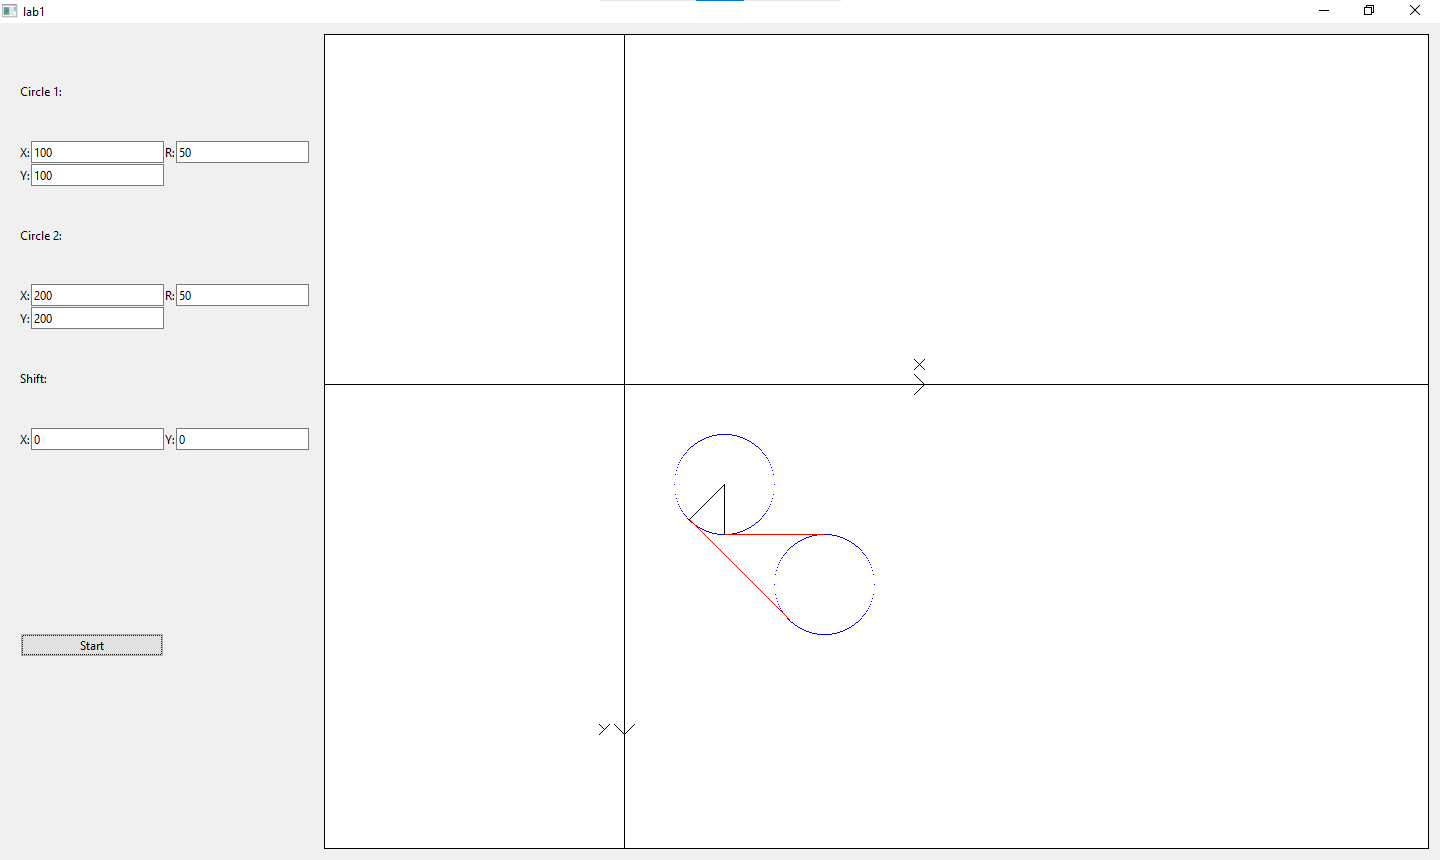 lab1
Circle 1:
X: 100 R: 50
Y: 100
Circle 2:
X: 200 R: 50
Y: 200
Shift:
X: 0 Y: 0
Start
X
Y